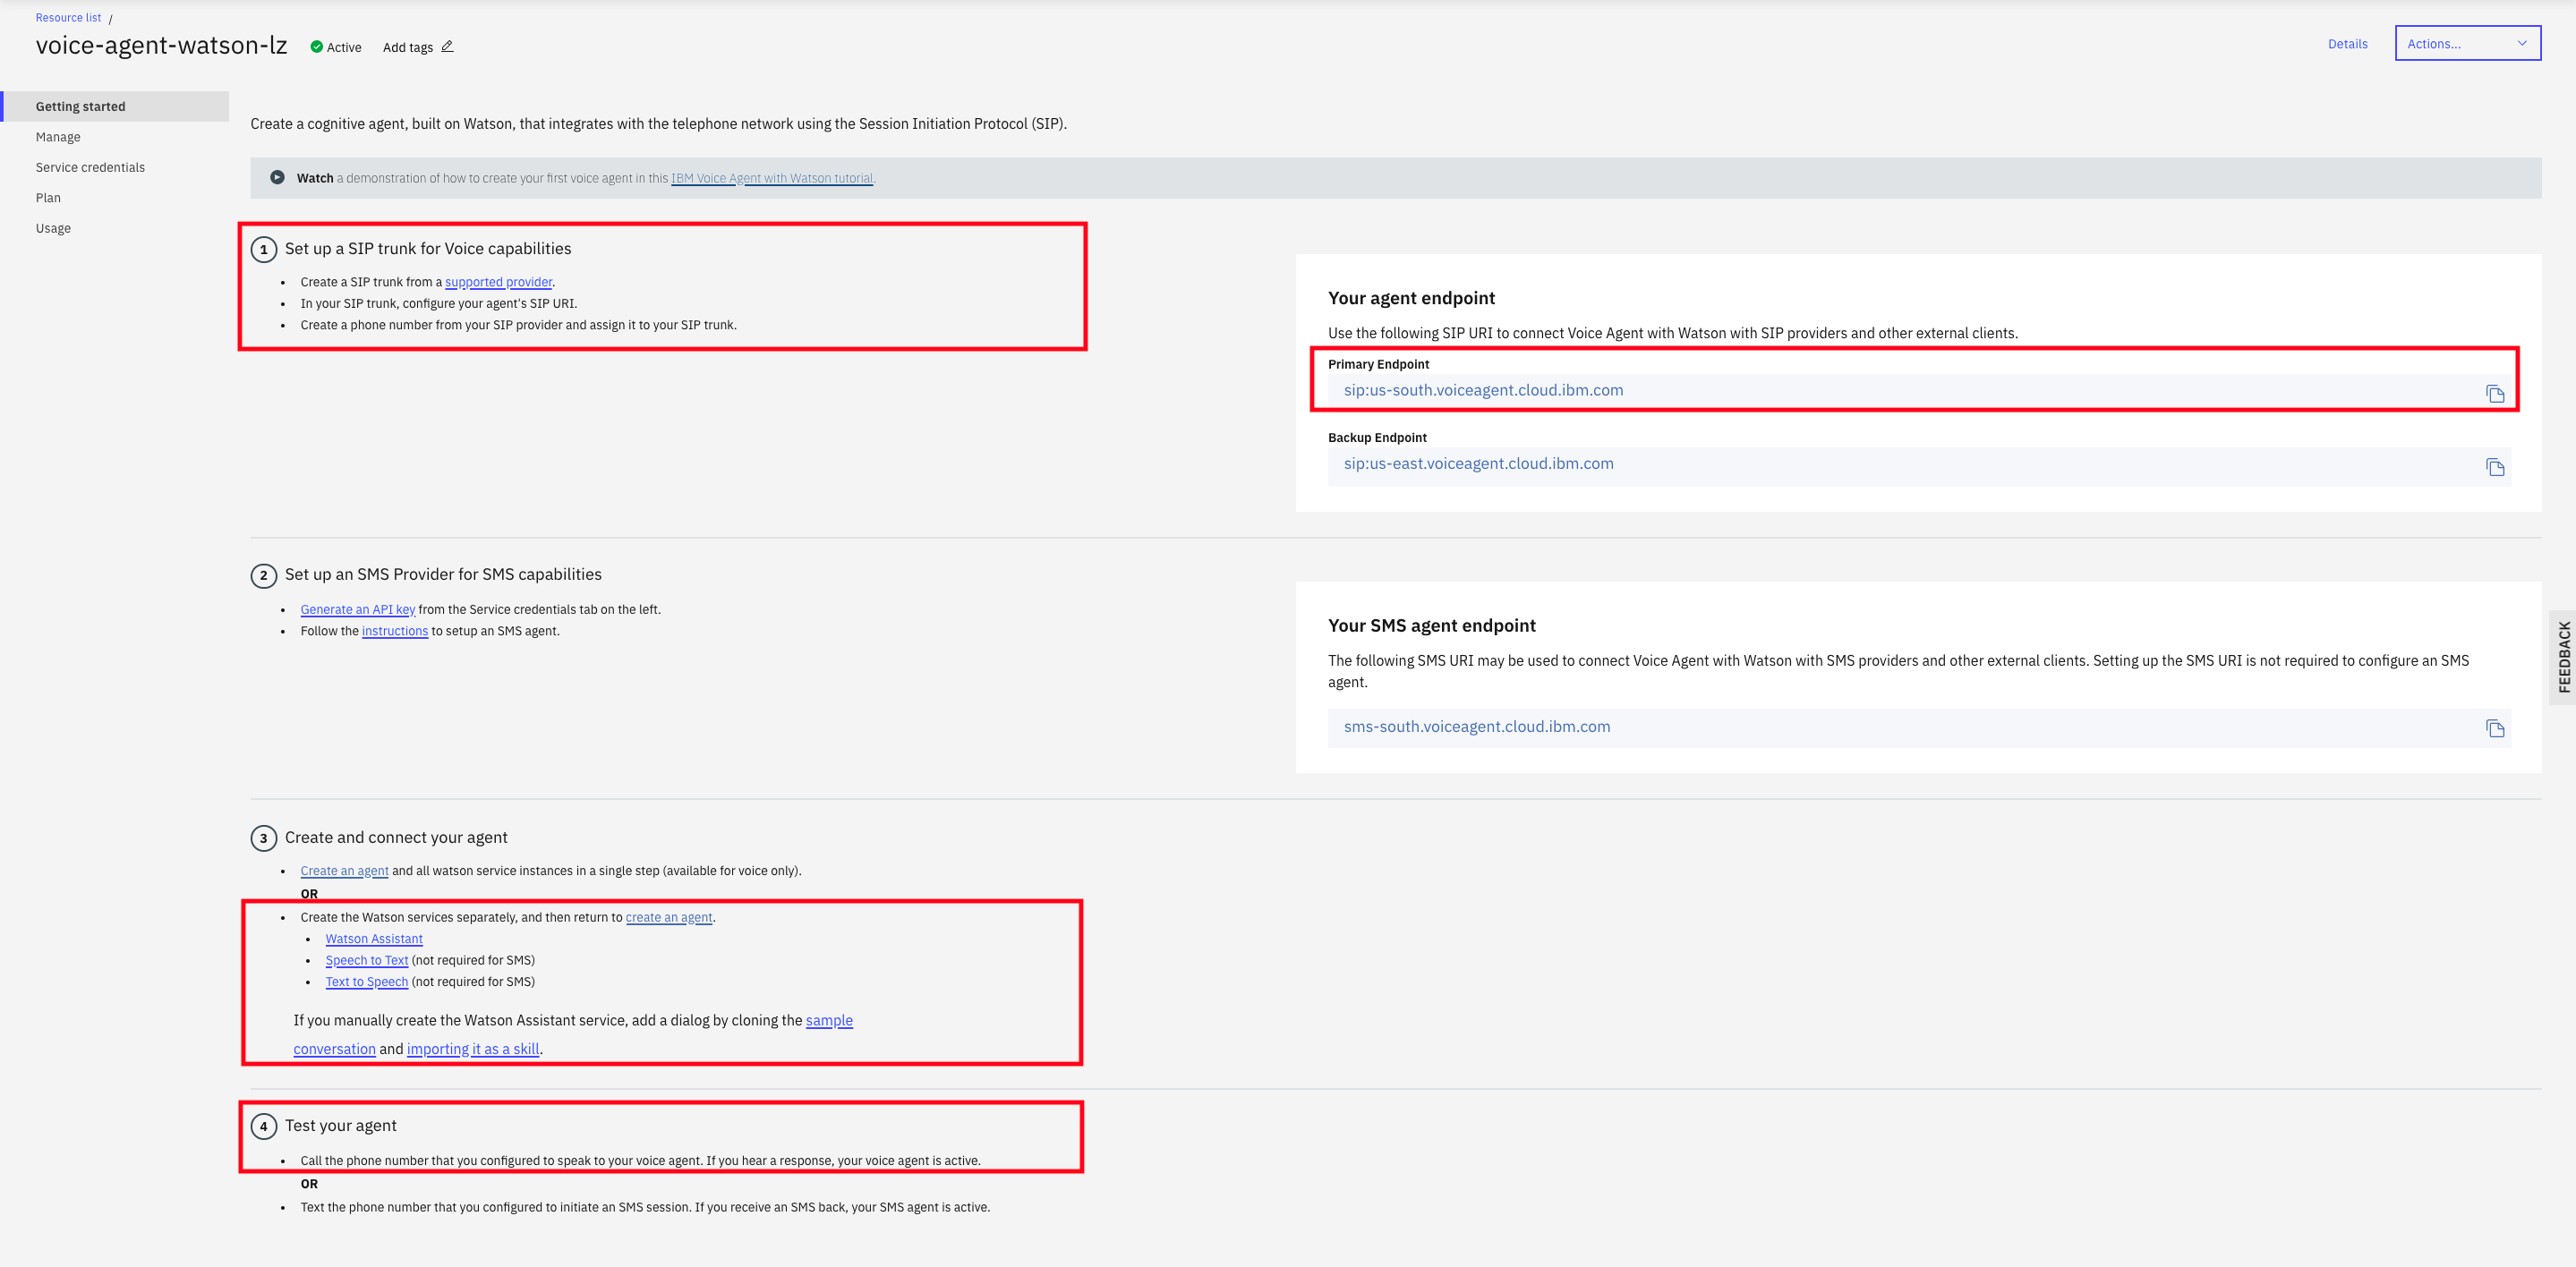 Resource list /
voice-agent-watson-lz Active Add tags Details Actions...
Getting started
Manage
Service credentials
Plan
Usage
Create a cognitive agent, built on Watson, that integrates with the telephone network using the Session Initiation Protocol (SIP).
Watch a demonstration of how to create your first voice agent in this IBM Voice Agent with Watson tutorial.
1 Set up a SIP trunk for Voice capabilities
• Create a SIP trunk from a supported provider.
• In your SIP trunk, configure your agent's SIP URI.
• Create a phone number from your SIP provider and assign it to your SIP trunk.
Your agent endpoint
Use the following SIP URI to connect Voice Agent with Watson with SIP providers and other external clients.
Primary Endpoint
sip:us-south.voiceagent.cloud.ibm.com
Backup Endpoint
sip:us-east.voiceagent.cloud.ibm.com
2 Set up an SMS Provider for SMS capabilities
• Generate an API key from the Service credentials tab on the left.
• Follow the instructions to setup an SMS agent.
Your SMS agent endpoint
The following SMS URI may be used to connect Voice Agent with Watson with SMS providers and other external clients. Setting up the SMS URI is not required to configure an SMS
agent.
sms-south.voiceagent.cloud.ibm.com
3 Create and connect your agent
• Create an agent and all watson service instances in a single step (available for voice only).
OR
• Create the Watson services separately, and then return to create an agent.
• Watson Assistant
• Speech to Text (not required for SMS)
• Text to Speech (not required for SMS)
If you manually create the Watson Assistant service, add a dialog by cloning the sample
conversation and importing it as a skill.
4 Test your agent
• Call the phone number that you configured to speak to your voice agent. If you hear a response, your voice agent is active.
OR
• Text the phone number that you configured to initiate an SMS session. If you receive an SMS back, your SMS agent is active.
FEEDBACK